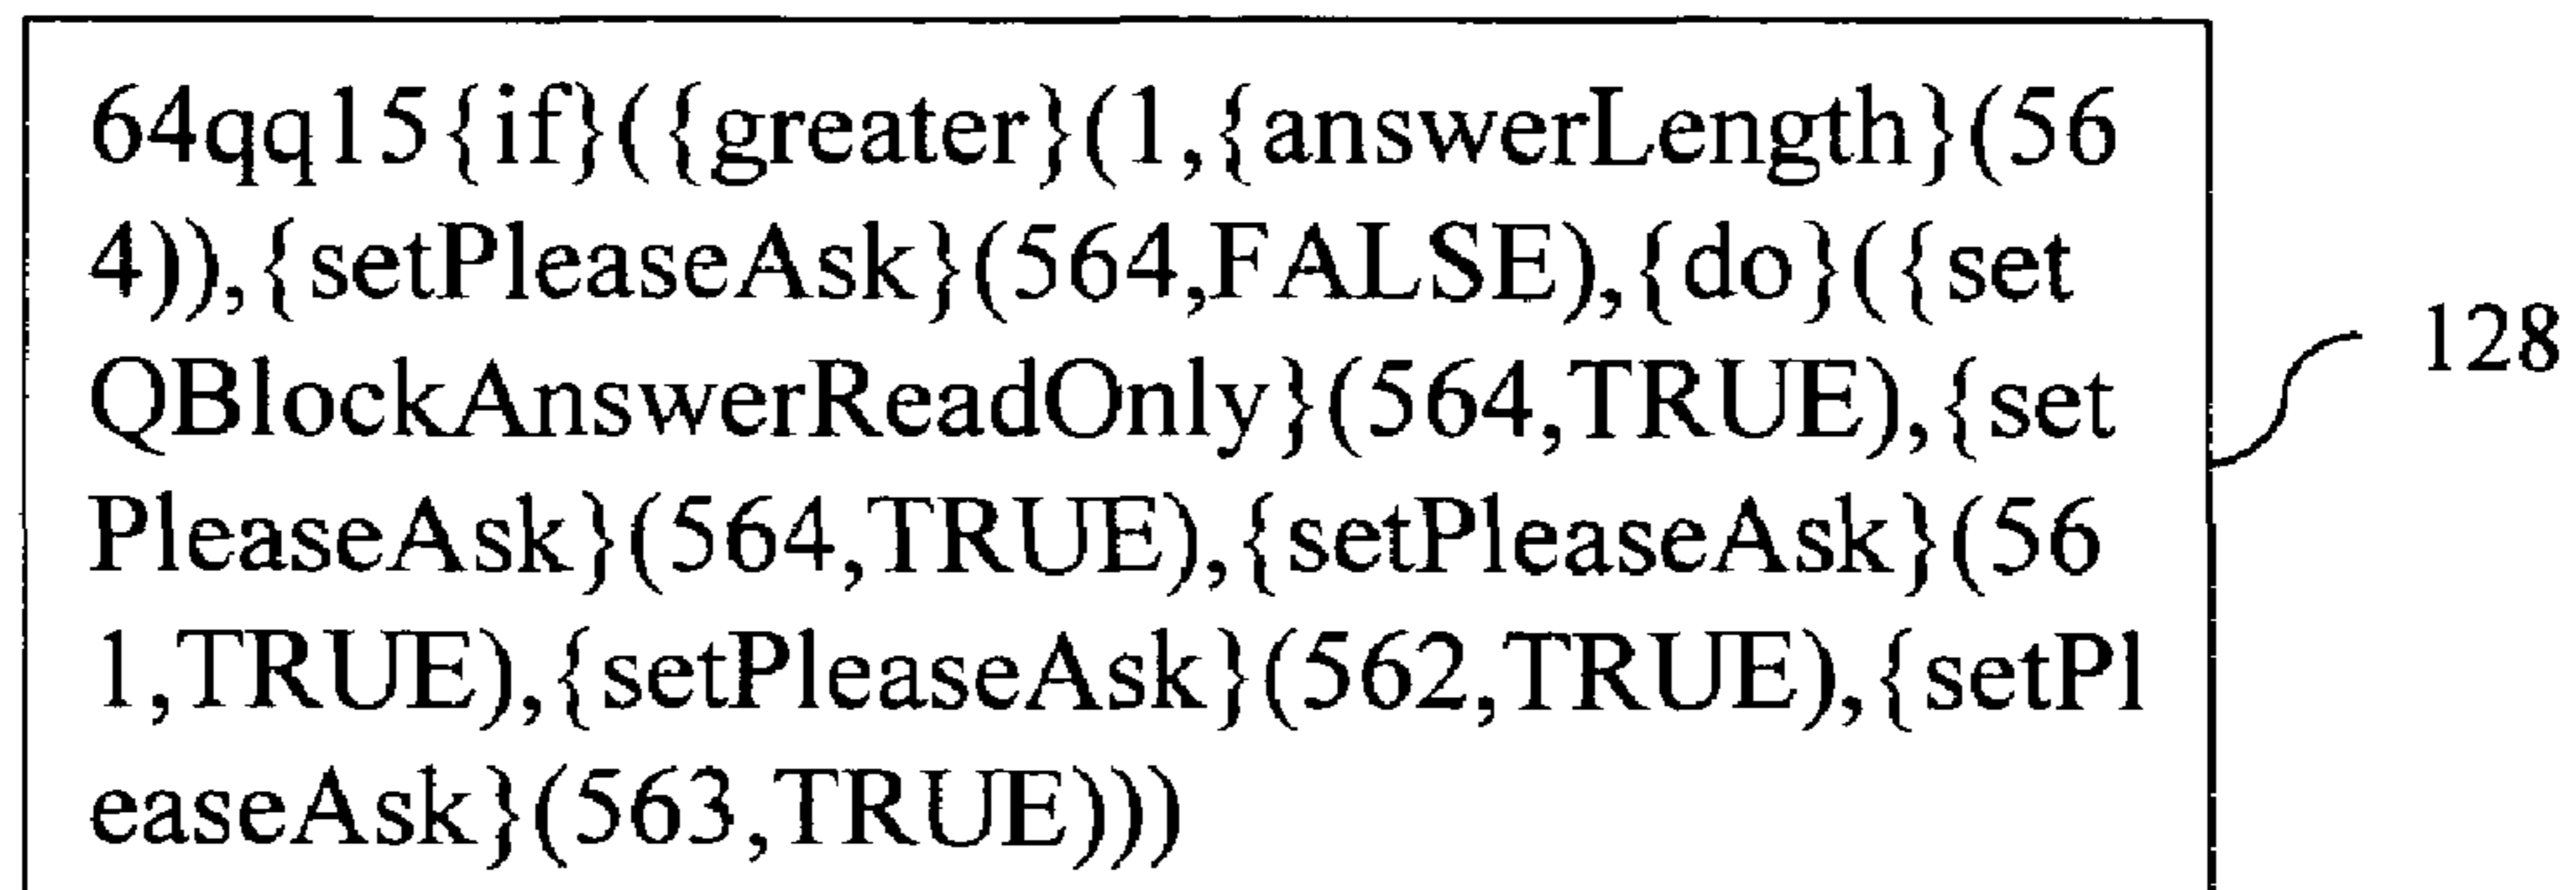 64qq15{if}({greater}(1,{answerLength}(56
4)),{setPleaseAsk}(564,FALSE),{do}({set
QBlockAnswerReadOnly}(564,TRUE),{set
PleaseAsk}(564,TRUE),{setPleaseAsk}(56
1,TRUE),{setPleaseAsk}(562,TRUE),{setPl
easeAsk}(563,TRUE)))
128